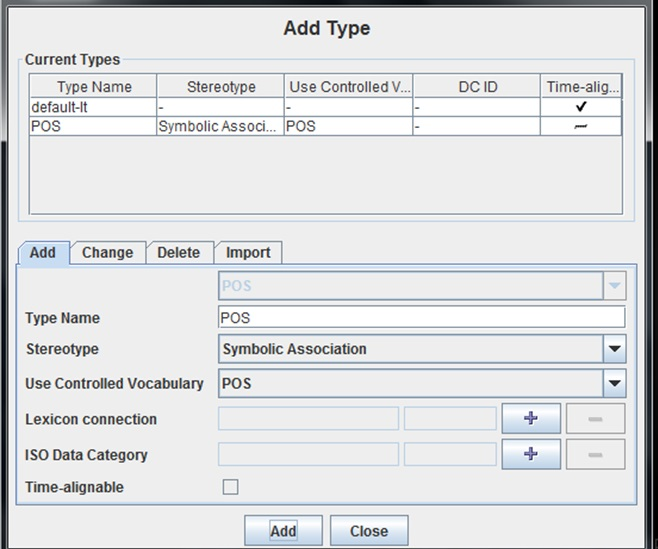 Add Type
Current Types
Type Name Stereotype Use Controlled V... DC ID Time-alig...
default-lt - - -
POS Symbolic Associ... POS -
Add Change Delete Import
POS
Type Name POS
Stereotype Symbolic Association
Use Controlled Vocabulary POS
Lexicon connection + −
ISO Data Category + −
Time-alignable
Add Close